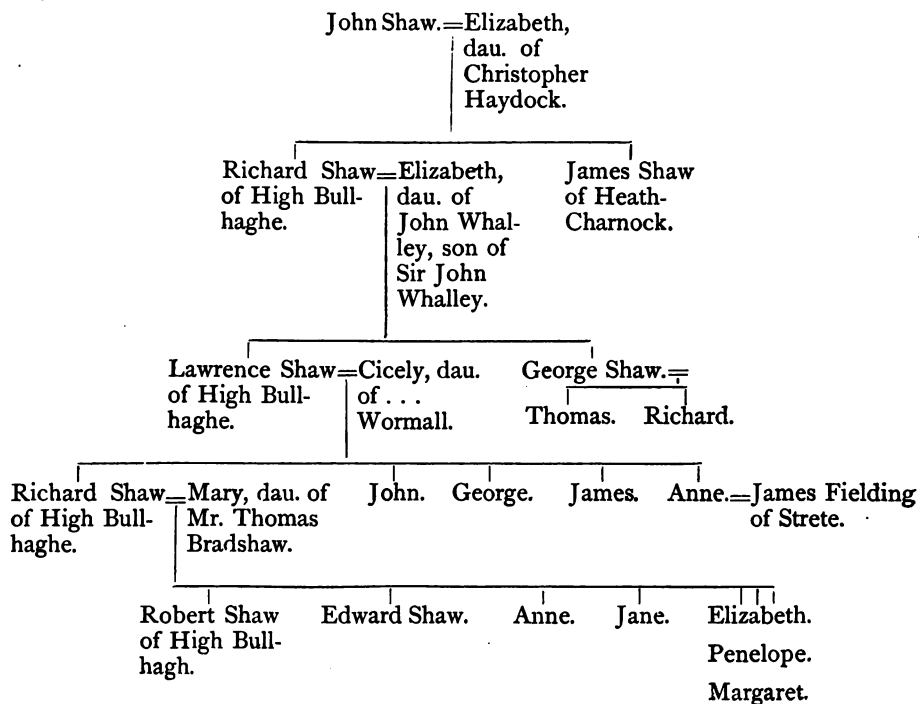 John Shaw.=Elizabeth,
dau. of
Christopher
Haydock.
Richard Shaw=Elizabeth,
of High Bull-
haghe.
dau. of
John Whal-
ley, son of
Sir John
Whalley.
James Shaw
of Heath-
Charnock.
Lawrence Shaw=Cicely, dau.
of High Bull-
haghe.
of . . .
Wormall.
George Shaw.=
Thomas. Richard.
Richard Shaw=Mary, dau. of
of High Bull-
haghe.
Mr. Thomas
Bradshaw.
John. George. James. Anne.=James Fielding
of Strete.
Robert Shaw
of High Bull-
hagh.
Edward Shaw. Anne. Jane. Elizabeth.
Penelope.
Margaret.